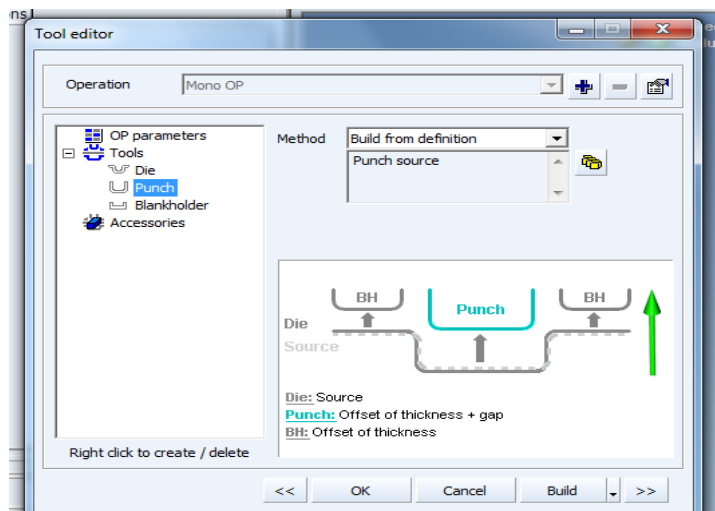 ons
Tool editor
Operation
Mono OP
OP parameters
Tools
Die
Punch
Blankholder
Accessories
Right click to create / delete
Method
Build from definition
Punch source
BH
Punch
BH
Die
Source
Die: Source
Punch: Offset of thickness + gap
BH: Offset of thickness
<<
OK
Cancel
Build
>>